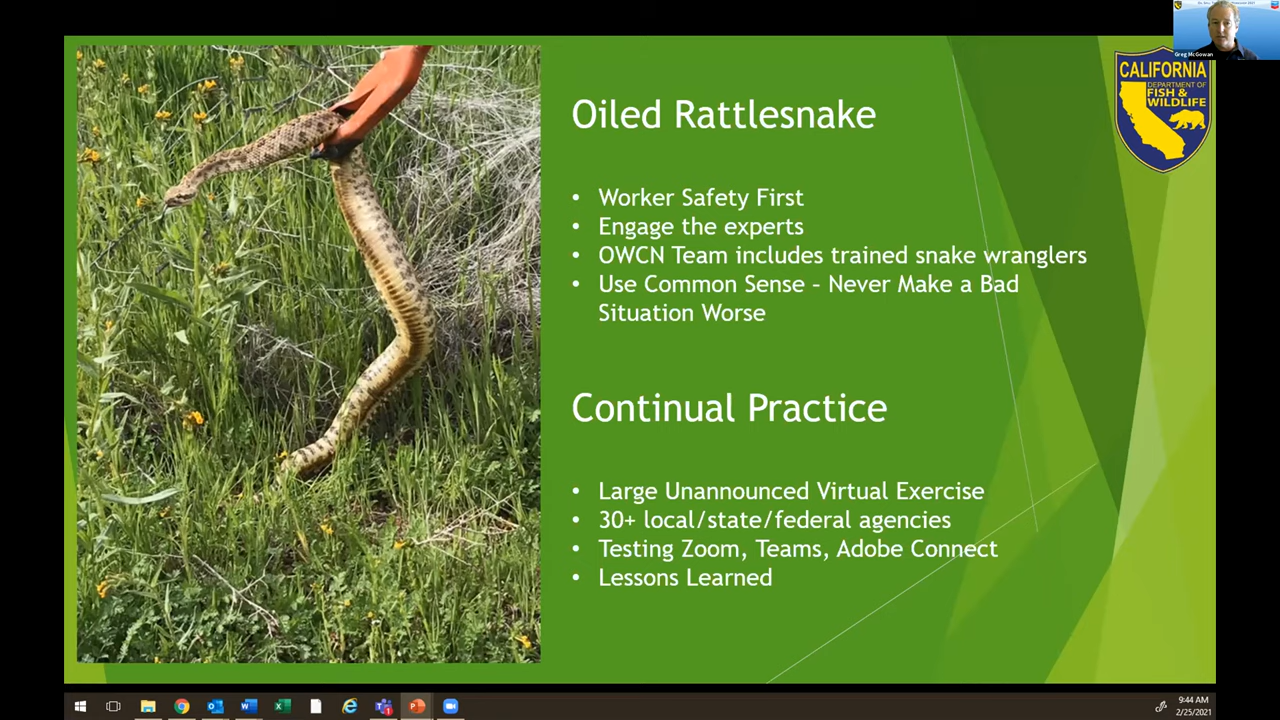 Greg McGowan
CALIFORNIA
DEPARTMENT OF
FISH &
WILDLIFE
Oiled Rattlesnake
• Worker Safety First
• Engage the experts
• OWCN Team includes trained snake wranglers
• Use Common Sense – Never Make a Bad
Situation Worse
Continual Practice
• Large Unannounced Virtual Exercise
• 30+ local/state/federal agencies
• Testing Zoom, Teams, Adobe Connect
• Lessons Learned
9:44 AM
2/25/2021